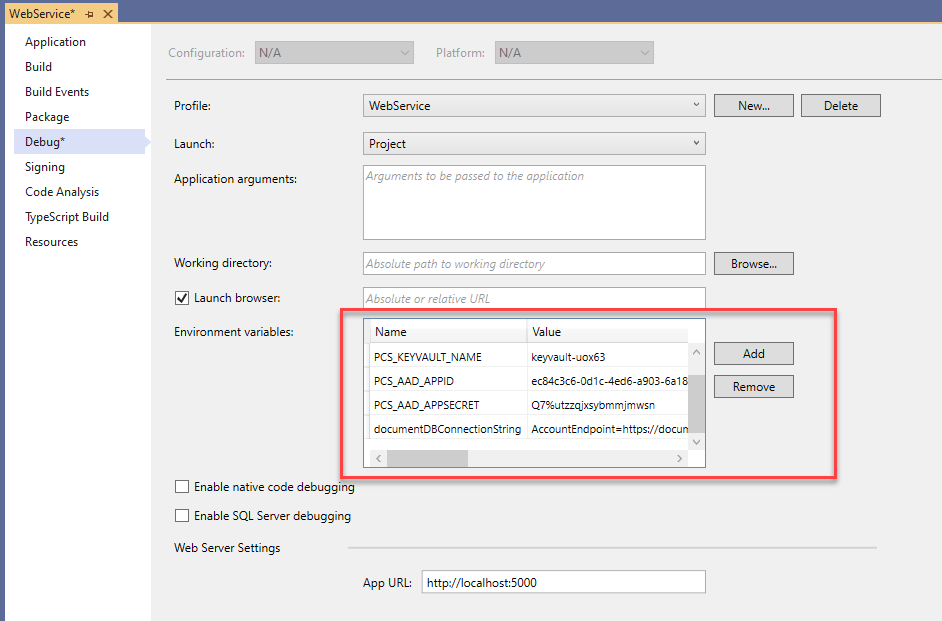 WebService*
Application
Build
Build Events
Package
Debug*
Signing
Code Analysis
TypeScript Build
Resources
Configuration: N/A Platform: N/A
Profile: WebService New... Delete
Launch: Project
Application arguments: Arguments to be passed to the application
Working directory: Absolute path to working directory Browse...
Launch browser: Absolute or relative URL
Environment variables: Name Value
PCS_KEYVAULT_NAME keyvault-uox63
Add
PCS_AAD_APPID ec84c3c6-0d1c-4ed6-a903-6a18
Remove
PCS_AAD_APPSECRET Q7%utzzqjxsybmmjmwsn
documentDBConnectionString AccountEndpoint=https://docum
Enable native code debugging
Enable SQL Server debugging
Web Server Settings
App URL: http://localhost:5000